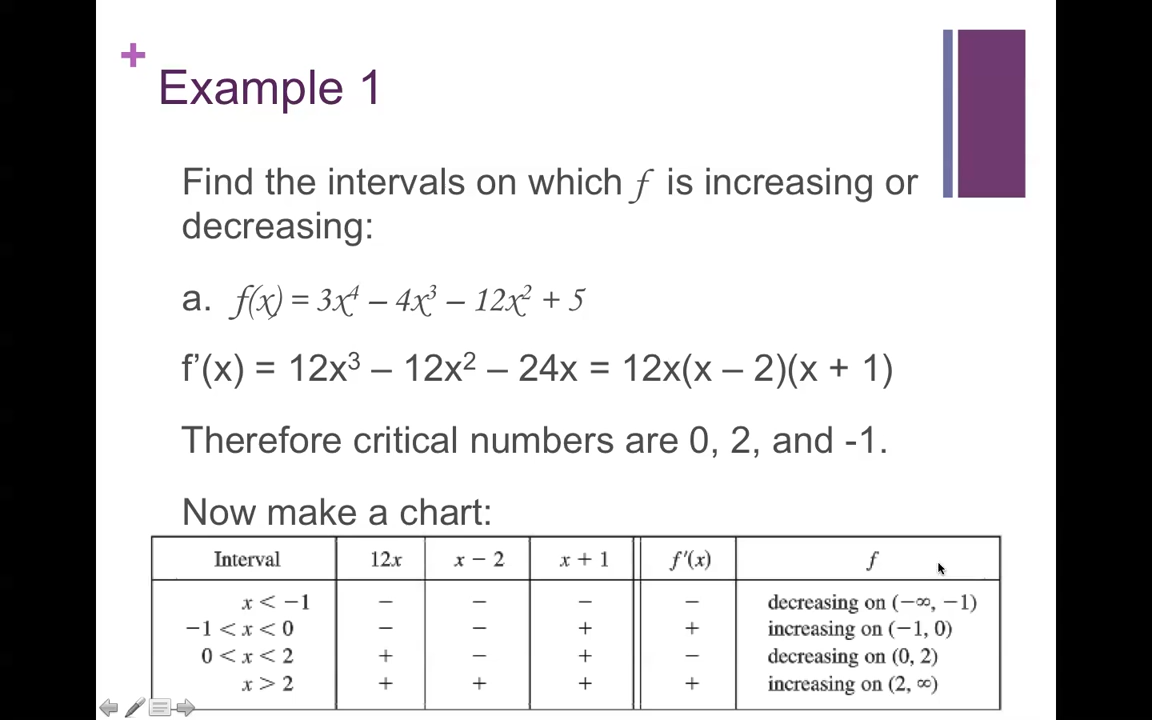 +
Example 1
Find the intervals on which f is increasing or
decreasing:
a. f(x) = 3x⁴ – 4x³ – 12x² + 5
f’(x) = 12x³ – 12x² – 24x = 12x(x – 2)(x + 1)
Therefore critical numbers are 0, 2, and -1.
Now make a chart:
Interval 12x x − 2 x + 1 f′(x) f
x < −1 − − − − decreasing on (−∞, −1)
−1 < x < 0 − − + + increasing on (−1, 0)
0 < x < 2 + − + − decreasing on (0, 2)
x > 2 + + + + increasing on (2, ∞)